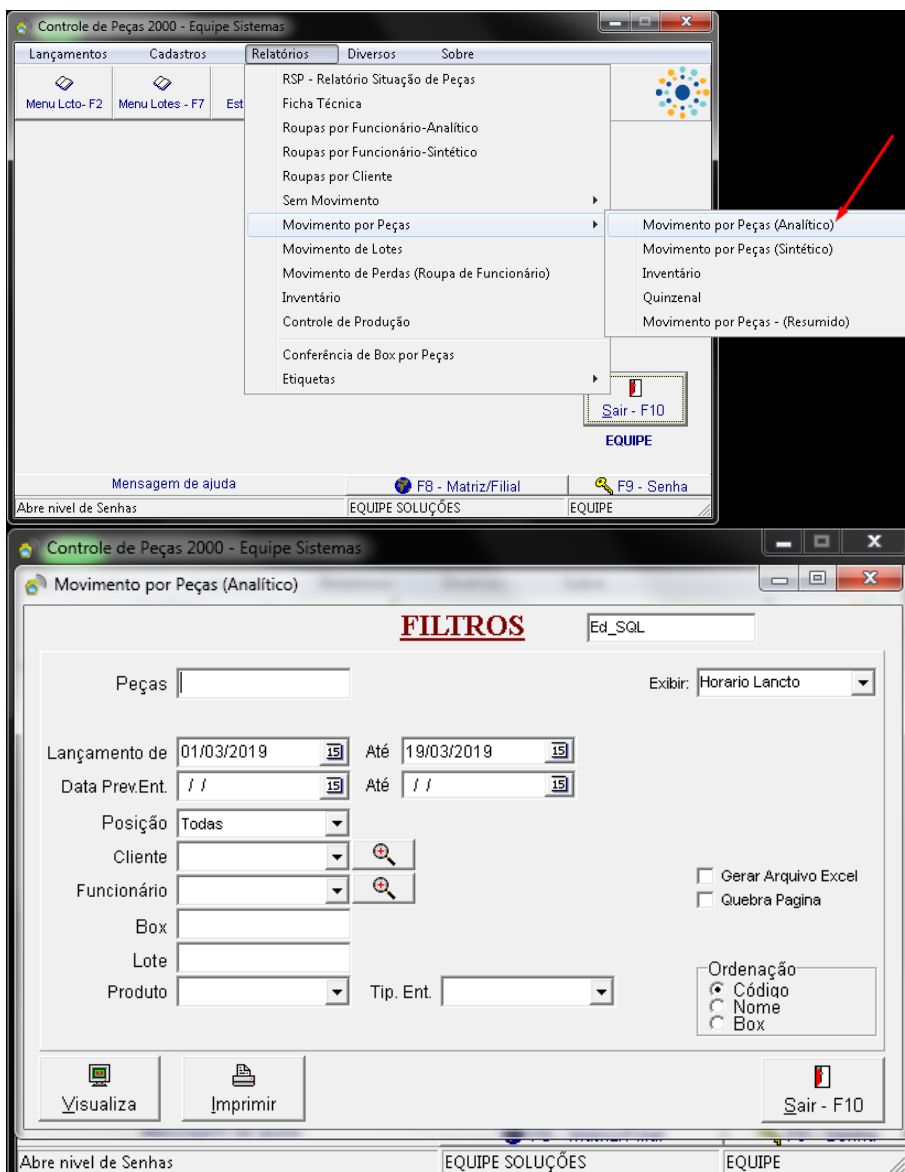 Controle de Peças 2000 - Equipe Sistemas
Lançamentos Cadastros Relatórios Diversos Sobre
Menu Lcto- F2 Menu Lotes - F7 Est
RSP - Relatório Situação de Peças
Ficha Técnica
Roupas por Funcionário-Analítico
Roupas por Funcionário-Sintético
Roupas por Cliente
Sem Movimento
Movimento por Peças
Movimento de Lotes
Movimento de Perdas (Roupa de Funcionário)
Inventário
Controle de Produção
Conferência de Box por Peças
Etiquetas
Movimento por Peças (Analítico)
Movimento por Peças (Sintético)
Inventário
Quinzenal
Movimento por Peças - (Resumido)
Sair - F10
EQUIPE
Mensagem de ajuda F8 - Matriz/Filial F9 - Senha
Abre nivel de Senhas EQUIPE SOLUÇÕES EQUIPE
Controle de Peças 2000 - Equipe Sistemas
Movimento por Peças (Analítico)
FILTROS Ed_SQL
Peças Exibir: Horario Lancto
Lançamento de 01/03/2019 15 Até 19/03/2019 15
Data Prev.Ent. / / 15 Até / / 15
Posição Todas
Cliente
Funcionário Gerar Arquivo Excel
Quebra Pagina
Box
Lote
Produto Tip. Ent.
Ordenação
Código
Nome
Box
Visualiza Imprimir Sair - F10
Abre nivel de Senhas EQUIPE SOLUÇÕES EQUIPE